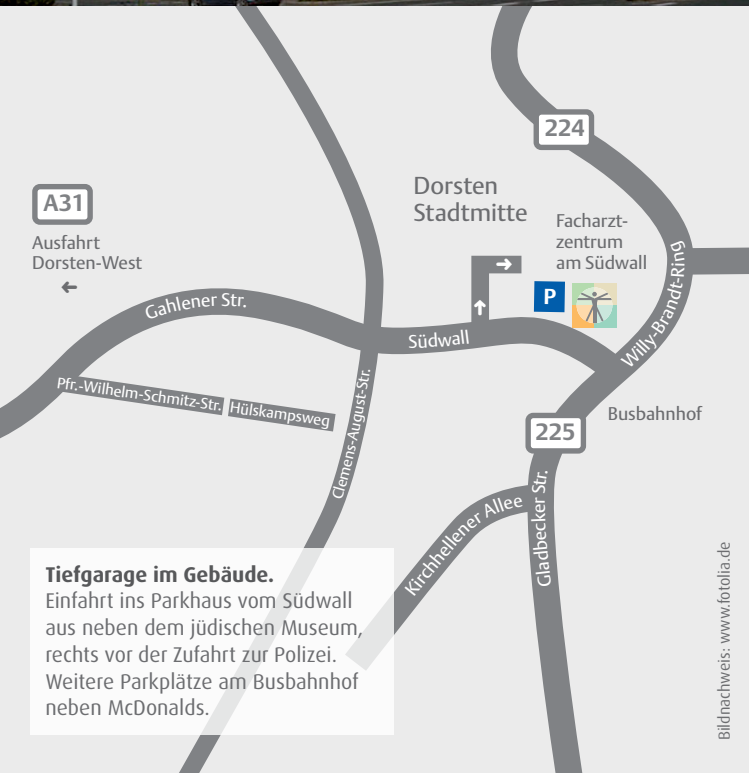 224
Dorsten
Stadtmitte
A31
Facharzt-
zentrum
am Südwall
Ausfahrt
Dorsten-West
P
Gahlener Str.
Südwall
Willy-Brandt-Ring
Pfr.-Wilhelm-Schmitz-Str.
Hülskampsweg
Clemens-August-Str.
Busbahnhof
225
Kirchhellener Allee
Gladbecker Str.
Tiefgarage im Gebäude.
Einfahrt ins Parkhaus vom Südwall
aus neben dem jüdischen Museum,
rechts vor der Zufahrt zur Polizei.
Weitere Parkplätze am Busbahnhof
neben McDonalds.
Bildnachweis: www.fotolia.de